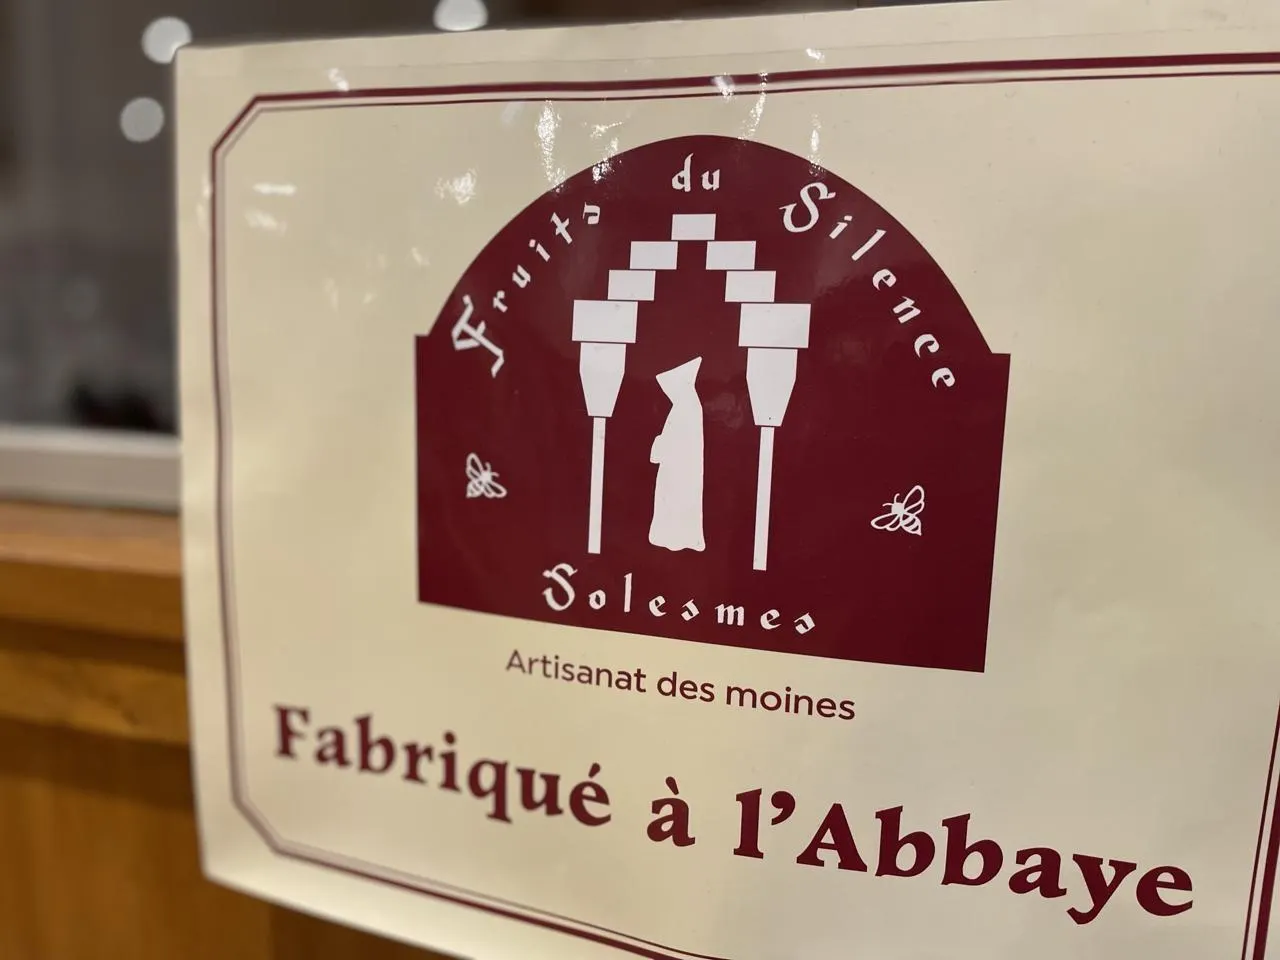 Fruits du Silence
Solesmes
Artisanat des moines
Fabriqué à l’Abbaye